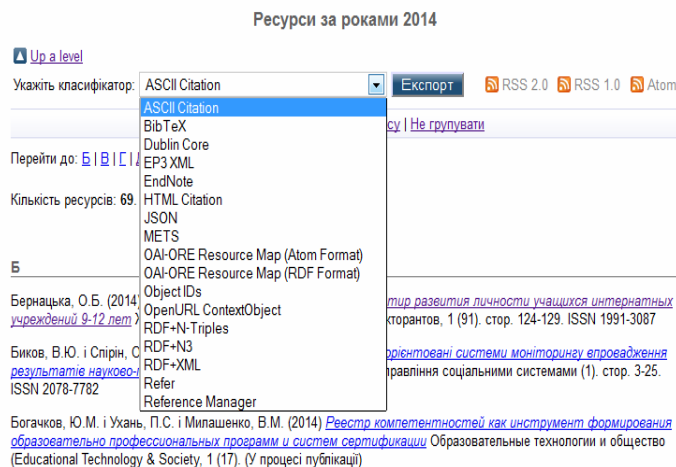 Ресурси за роками 2014
Up a level
Укажіть класифікатор: ASCII Citation Експорт RSS 2.0 RSS 1.0 Atom
ASCII Citation
BibTeX
су | Не групувати
Dublin Core
Перейти до: Б | В | Г |
EP3 XML
EndNote
Кількість ресурсів: 69.
HTML Citation
JSON
METS
OAI-ORE Resource Map (Atom Format)
OAI-ORE Resource Map (RDF Format)
Б
Object IDs
Бернацька, О.Б. (2014) тир развития личности учащихся интернатных
OpenURL ContextObject
учреждений 9-12 лет кторантов, 1 (91). стор. 124-129. ISSN 1991-3087
RDF+N-Triples
RDF+N3
Биков, В.Ю. і Спірін, О орієнтовані системи моніторингу впровадження
RDF+XML
результатів науково- правління соціальними системами (1). стор. 3-25.
Refer
ISSN 2078-7782
Reference Manager
Богачков, Ю.М. і Ухань, П.С. і Милашенко, В.М. (2014) Реестр компетентностей как инструмент формирования
образовательно профессиональных программ и систем сертификации Образовательные технологии и общество
(Educational Technology & Society, 1 (17). (У процесі публікації)